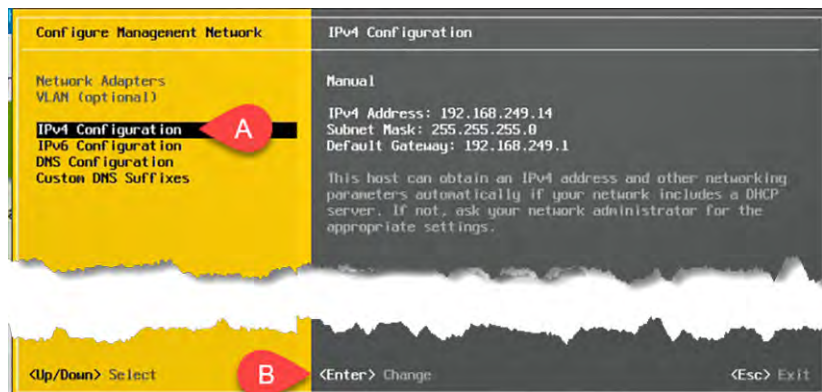 Configure Management Network
IPv4 Configuration
Network Adapters
VLAN (optional)
IPv4 Configuration
A
IPv6 Configuration
DNS Configuration
Custom DNS Suffixes
Manual
IPv4 Address: 192.168.249.14
Subnet Mask: 255.255.255.0
Default Gateway: 192.168.249.1
This host can obtain an IPv4 address and other networking
parameters automatically if your network includes a DHCP
server. If not, ask your network administrator for the
appropriate settings.
<Up/Down> Select
B
<Enter> Change
<Esc> Exit